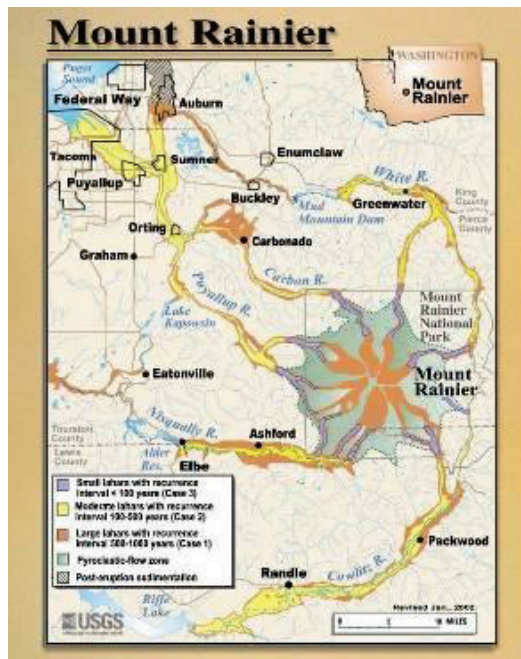 Mount Rainier
WASHINGTON
Mount
Rainier
Puget
Sound
Federal Way
Auburn
Tacoma
Sumner
Enumclaw
Puyallup
Buckley
White R.
Mud
Mountain Dam
Greenwater
King
County
Pierce
County
Orting
Carbonado
Graham
Carbon R.
Puyallup R.
Lake
Kapowsin
Mount
Rainier
National
Park
Mount
Rainier
Eatonville
Nisqually R.
Thurston
County
Lewis
County
Alder
Res.
Ashford
Elbe
Small lahars with recurrence
Interval < 100 years (Case 3)
Moderate lahars with recurrence
Interval 100-500 years (Case 2)
Large lahars with recurrence
Interval 500-1000 years (Case 1)
Pyroclastic-flow zone
Post-eruption sedimentation
Packwood
Randle
Cowlitz R.
Riffe
Lake
USGS
Revised Jan., 2002
0
10 MILES